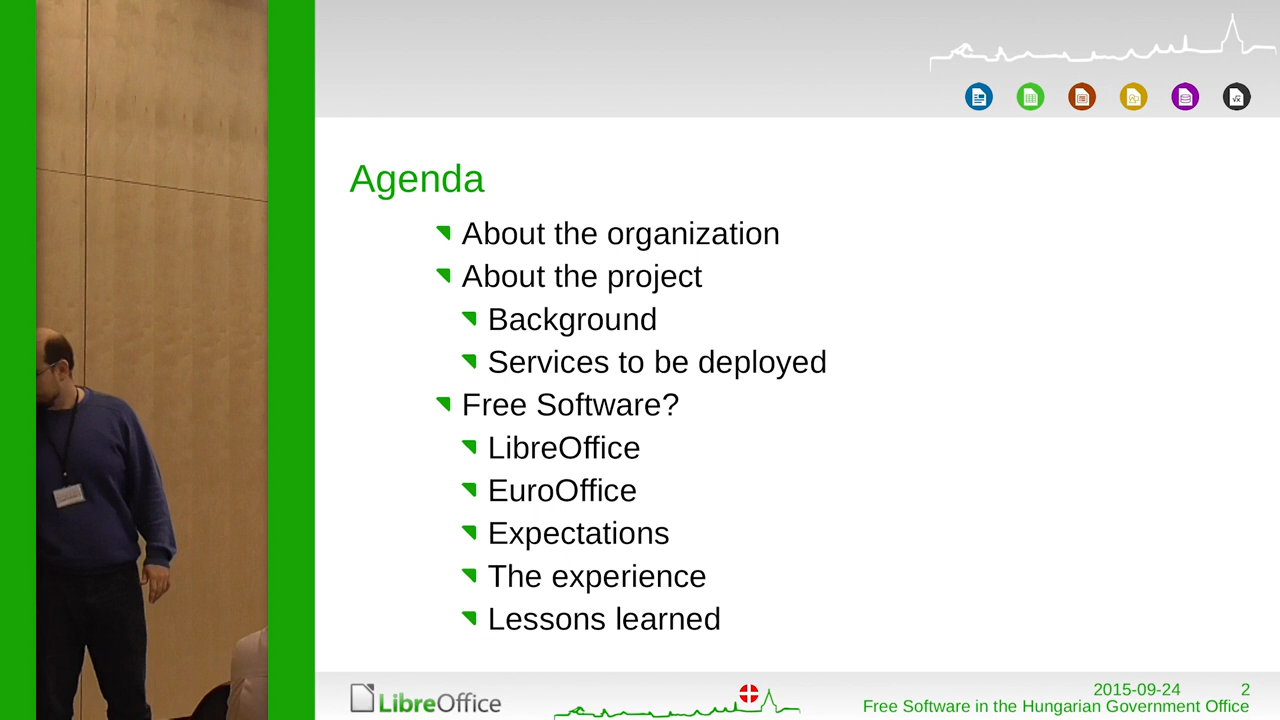 Agenda
About the organization
About the project
Background
Services to be deployed
Free Software?
LibreOffice
EuroOffice
Expectations
The experience
Lessons learned
LibreOffice
2015-09-24 2
Free Software in the Hungarian Government Office